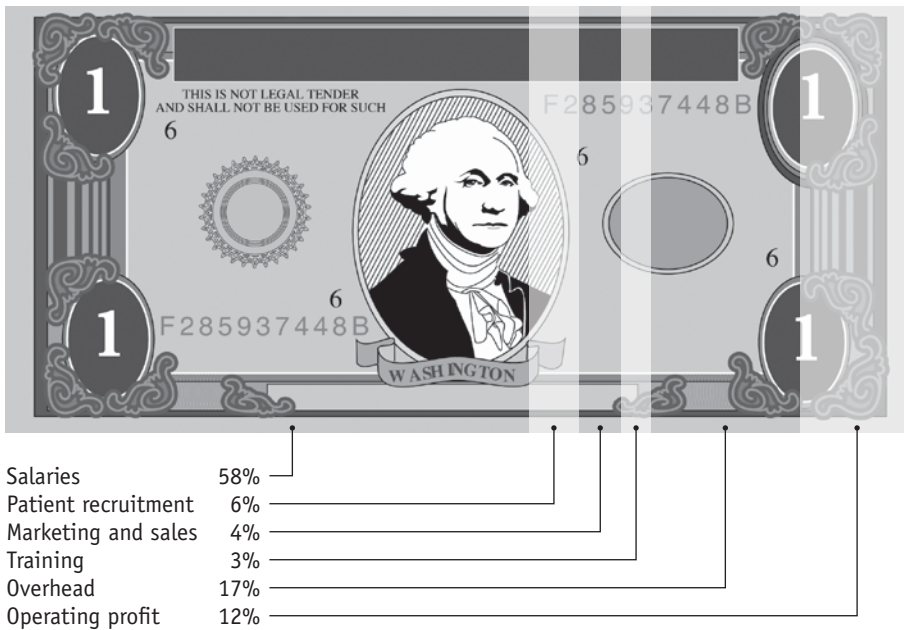 1
THIS IS NOT LEGAL TENDER
AND SHALL NOT BE USED FOR SUCH
F285937448B
1
6
6
6
6
F285937448B
1
WASHINGTON
1
Salaries 58%
Patient recruitment 6%
Marketing and sales 4%
Training 3%
Overhead 17%
Operating profit 12%